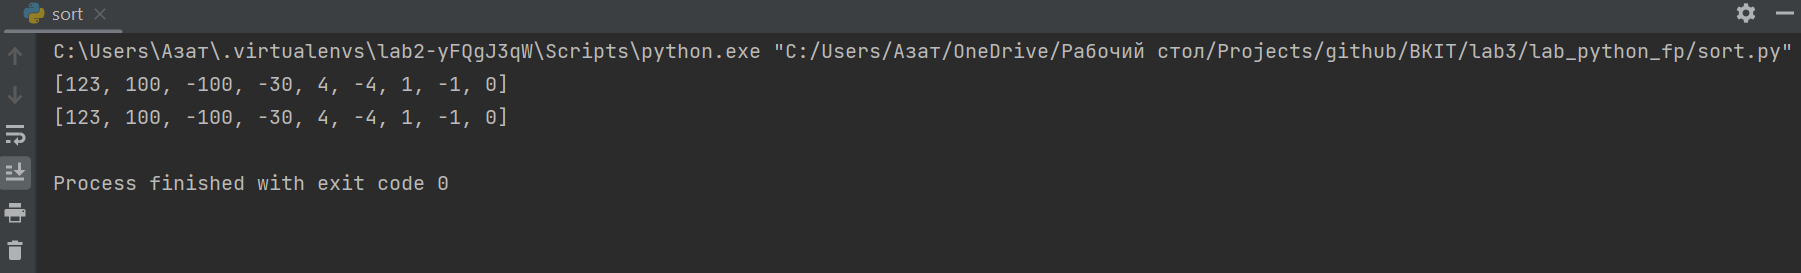 sort
C:\Users\Азат\.virtualenvs\lab2-yFQgJ3qW\Scripts\python.exe "C:/Users/Азат/OneDrive/Рабочий стол/Projects/github/BKIT/lab3/lab_python_fp/sort.py"
[123, 100, -100, -30, 4, -4, 1, -1, 0]
[123, 100, -100, -30, 4, -4, 1, -1, 0]
Process finished with exit code 0